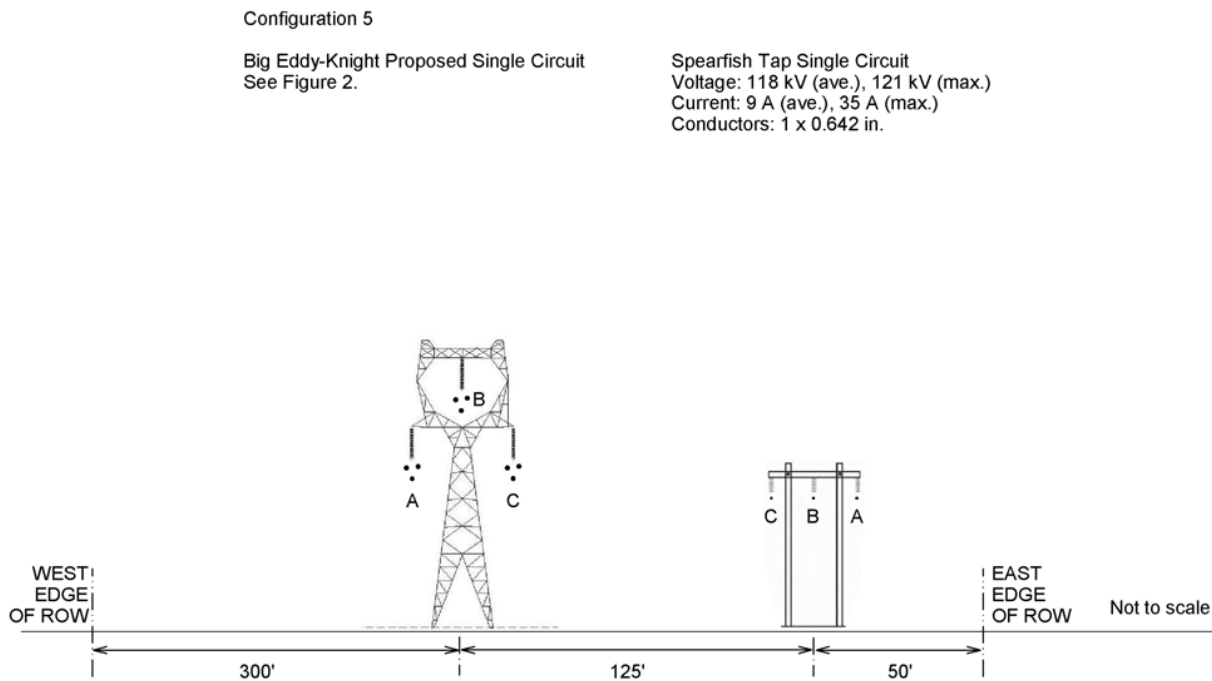 Configuration 5
Big Eddy-Knight Proposed Single Circuit
See Figure 2.
Spearfish Tap Single Circuit
Voltage: 118 kV (ave.), 121 kV (max.)
Current: 9 A (ave.), 35 A (max.)
Conductors: 1 x 0.642 in.
B
A
C
C
B
A
WEST
EDGE
OF ROW
EAST
EDGE
OF ROW
Not to scale
300'
125'
50'